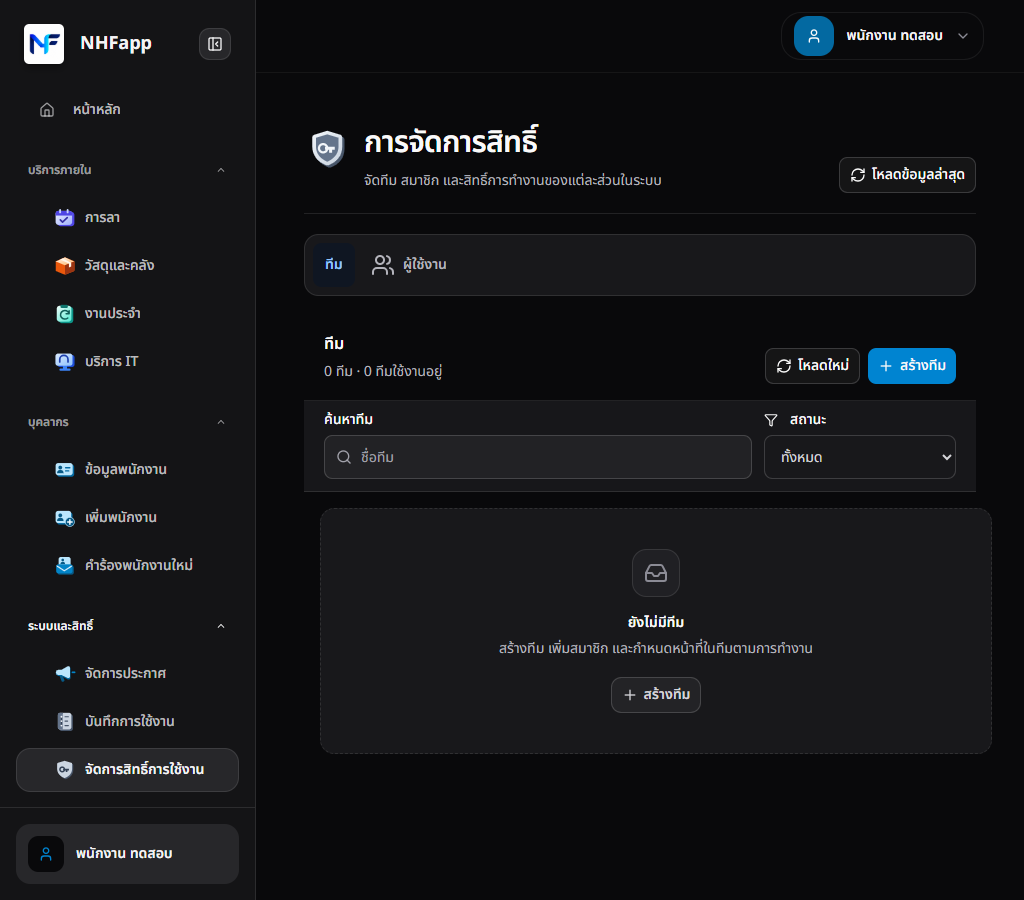 NHFapp
หน้าหลัก
บริการภายใน
การลา
วัสดุและคลัง
งานประจำ
บริการ IT
บุคลากร
ข้อมูลพนักงาน
เพิ่มพนักงาน
คำร้องพนักงานใหม่
ระบบและสิทธิ์
จัดการประกาศ
บันทึกการใช้งาน
จัดการสิทธิ์การใช้งาน
พนักงาน ทดสอบ
พนักงาน ทดสอบ
การจัดการสิทธิ์
จัดทีม สมาชิก และสิทธิ์การทำงานของแต่ละส่วนในระบบ
โหลดข้อมูลล่าสุด
ทีม
ผู้ใช้งาน
ทีม
0 ทีม · 0 ทีมใช้งานอยู่
โหลดใหม่
สร้างทีม
ค้นหาทีม
สถานะ
ชื่อทีม
ทั้งหมด
ยังไม่มีทีม
สร้างทีม เพิ่มสมาชิก และกำหนดหน้าที่ในทีมตามการทำงาน
สร้างทีม